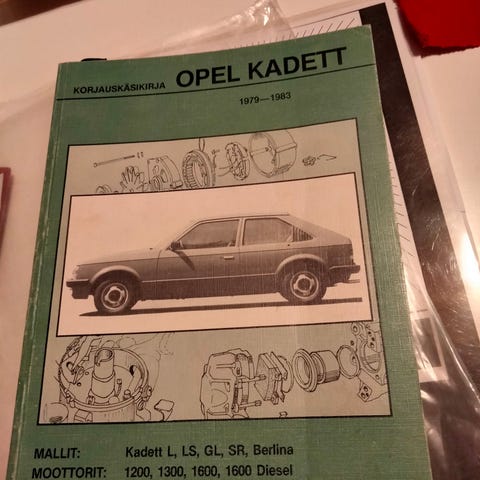 KORJAUSKÄSIKIRJA OPEL KADETT
1979—1983
MALLIT: Kadett L, LS, GL, SR, Berlina
MOOTTORIT: 1200, 1300, 1600, 1600 Diesel